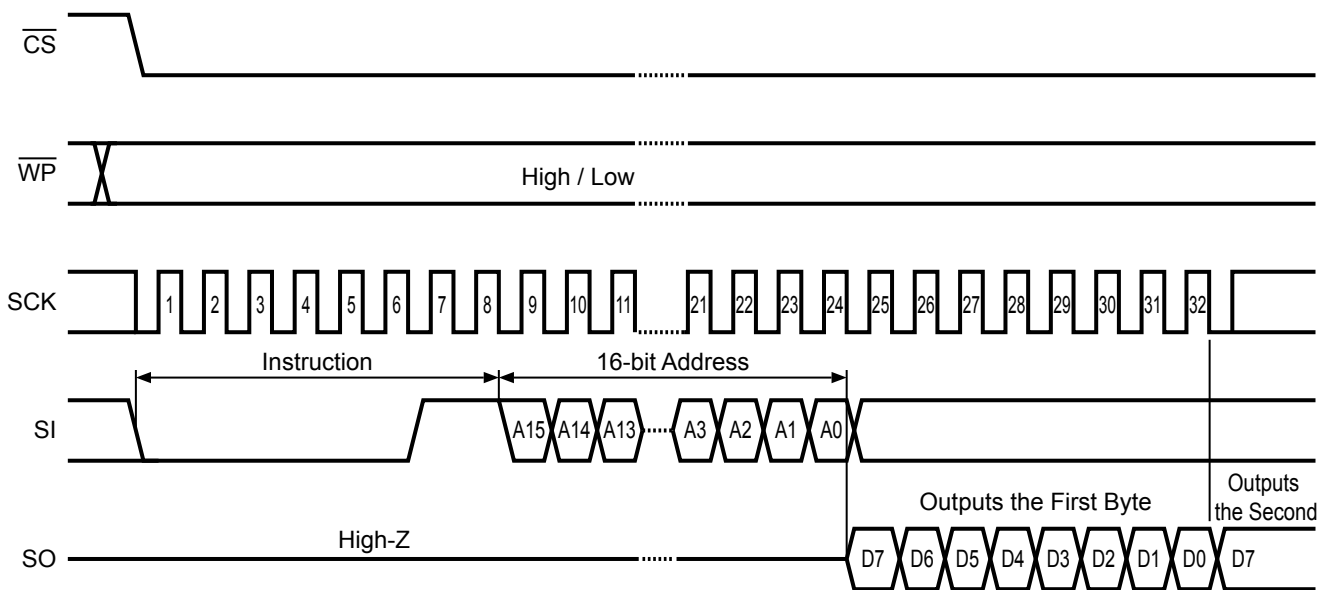 CS
WP
High / Low
SCK
1 2 3 4 5 6 7 8 9 10 11 21 22 23 24 25 26 27 28 29 30 31 32
Instruction
16-bit Address
SI
A15 A14 A13 A3 A2 A1 A0
Outputs the First Byte
Outputs
the Second
High-Z
SO
D7 D6 D5 D4 D3 D2 D1 D0 D7